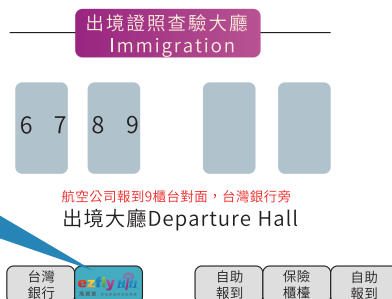 出境證照查驗大廳
Immigration
6 7 8 9
航空公司報到9櫃台對面，台灣銀行旁
出境大廳Departure Hall
台灣
銀行
ezfly
自助
報到
保險
櫃檯
自助
報到